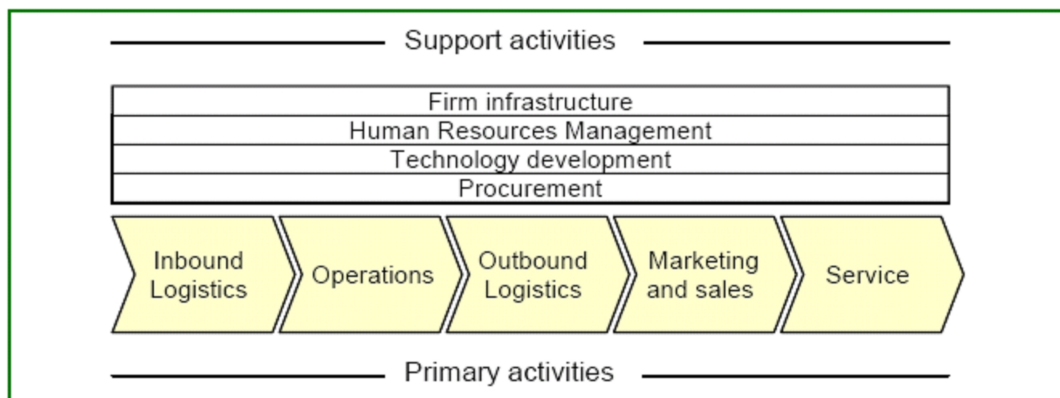 Support activities
Firm infrastructure
Human Resources Management
Technology development
Procurement
Inbound
Logistics
Operations
Outbound
Logistics
Marketing
and sales
Service
Primary activities